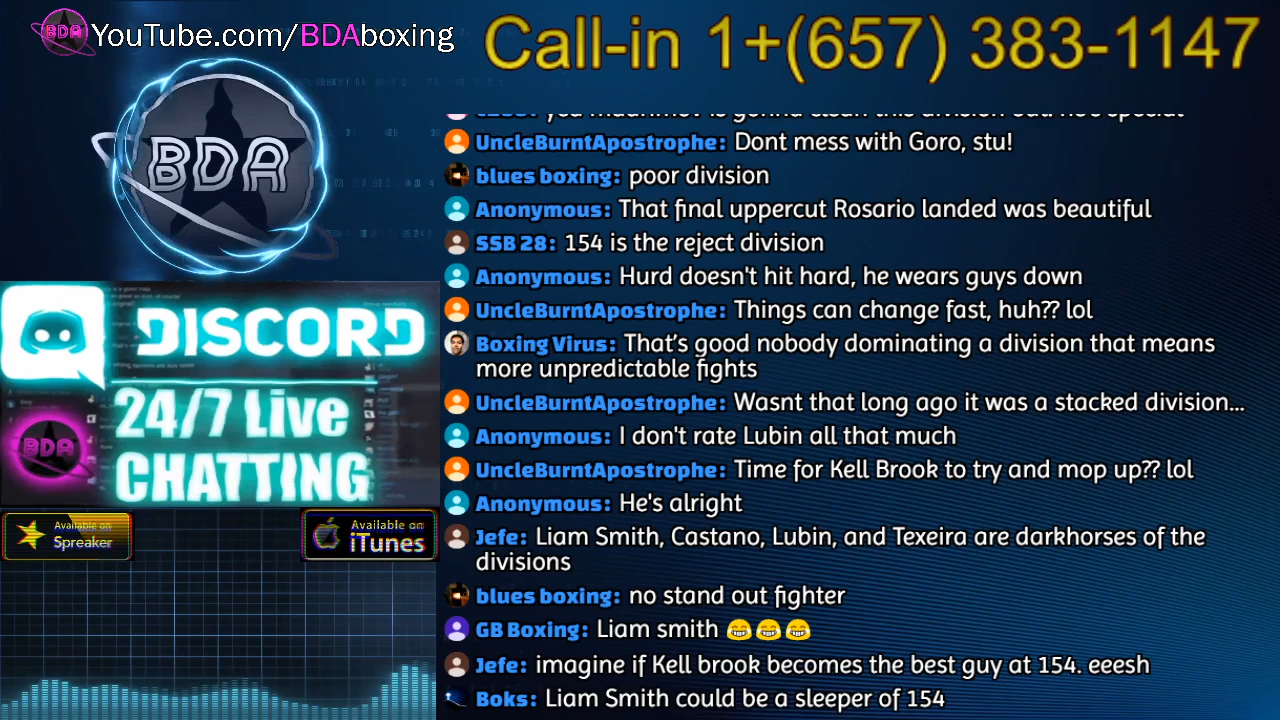 BDA YouTube.com/BDAboxing
Call-in 1+(657) 383-1147
BDA
UncleBurntApostrophe: Dont mess with Goro, stu!
blues boxing: poor division
Anonymous: That final uppercut Rosario landed was beautiful
SSB 28: 154 is the reject division
Anonymous: Hurd doesn't hit hard, he wears guys down
UncleBurntApostrophe: Things can change fast, huh?? lol
Boxing Virus: That's good nobody dominating a division that means
more unpredictable fights
UncleBurntApostrophe: Wasnt that long ago it was a stacked division...
Anonymous: I don't rate Lubin all that much
UncleBurntApostrophe: Time for Kell Brook to try and mop up?? lol
Anonymous: He's alright
Jefe: Liam Smith, Castano, Lubin, and Texeira are darkhorses of the
divisions
blues boxing: no stand out fighter
GB Boxing: Liam smith 😂😂😂
Jefe: imagine if Kell brook becomes the best guy at 154. eeesh
Boks: Liam Smith could be a sleeper of 154
DISCORD
24/7 Live
CHATTING
BDA
Available on
Spreaker
Available on
iTunes